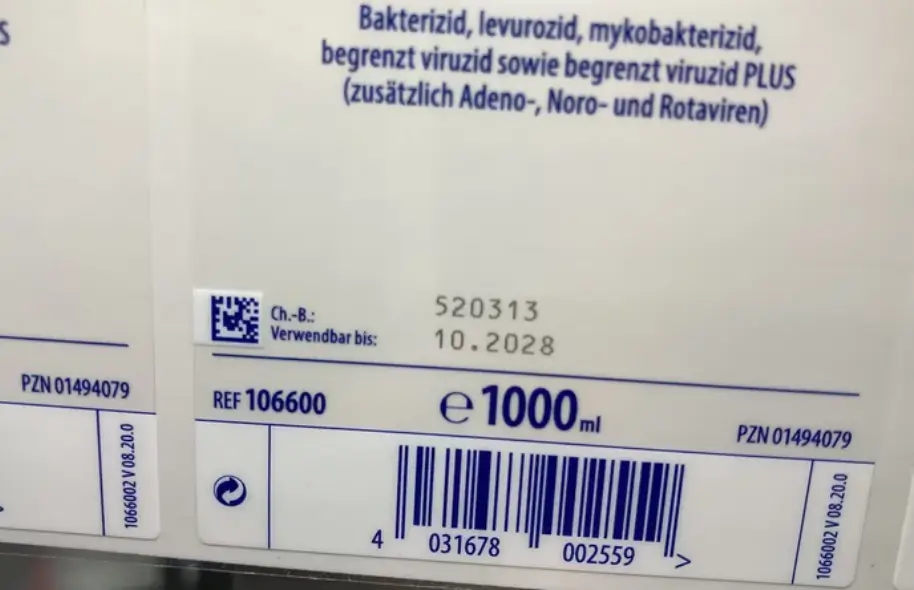 S
Bakterizid, levurozid, mykobakterizid,
begrenzt viruzid sowie begrenzt viruzid PLUS
(zusätzlich Adeno-, Noro- und Rotaviren)
Ch.-B.: 520313
Verwendbar bis: 10.2028
PZN 01494079
REF 106600 ℮ 1000 ml PZN 01494079
1066002 V 08.20.0
4 031678 002559 >
1066002 V 08.20.0